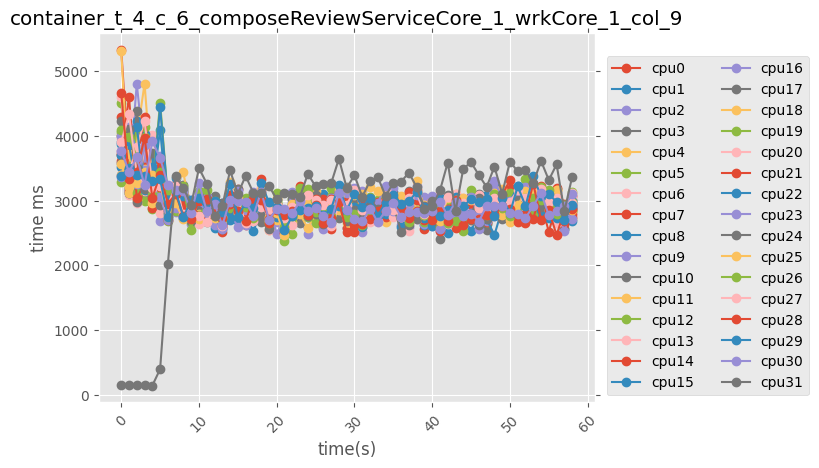 container_t_4_c_6_composeReviewServiceCore_1_wrkCore_1_col_9
time ms
5000
4000
3000
2000
1000
0
0
10
20
30
40
50
60
time(s)
cpu0
cpu1
cpu2
cpu3
cpu4
cpu5
cpu6
cpu7
cpu8
cpu9
cpu10
cpu11
cpu12
cpu13
cpu14
cpu15
cpu16
cpu17
cpu18
cpu19
cpu20
cpu21
cpu22
cpu23
cpu24
cpu25
cpu26
cpu27
cpu28
cpu29
cpu30
cpu31